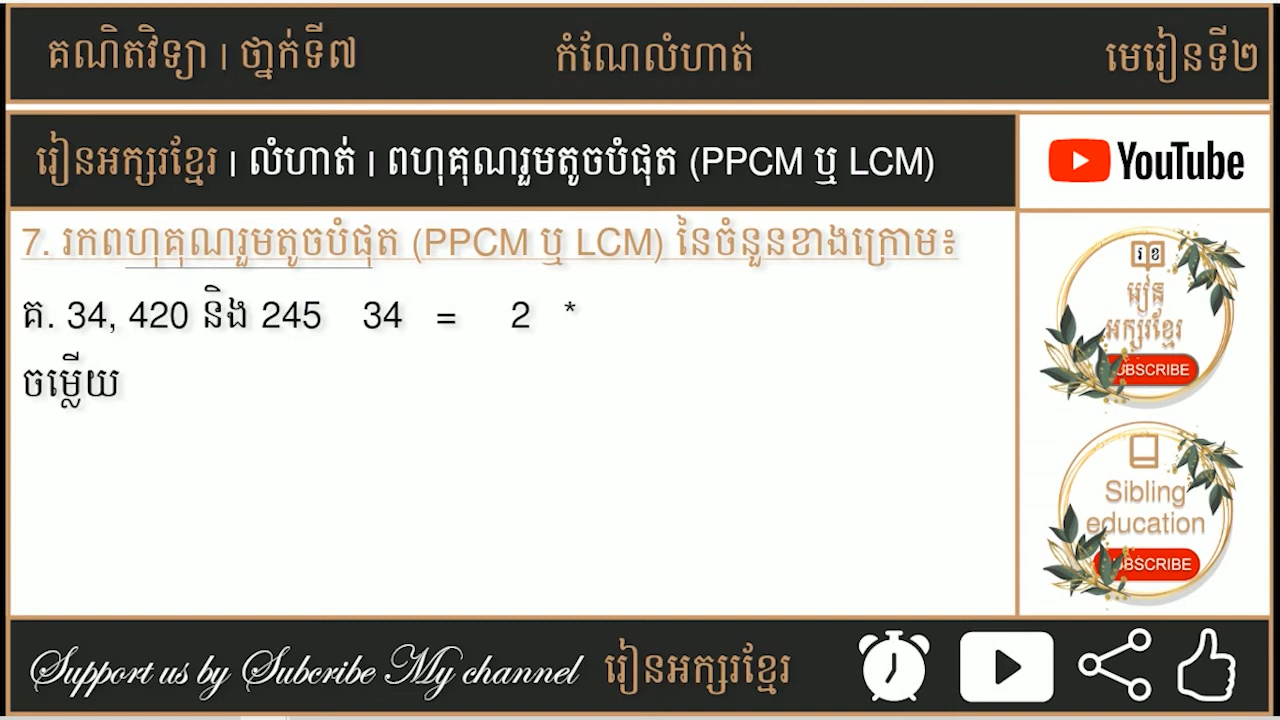 គណិតវិទ្យា | ថ្នាក់ទី៧ កំណែលំហាត់ មេរៀនទី២
រៀនអក្សរខ្មែរ | លំហាត់ | ពហុគុណរួមតូចបំផុត (PPCM ឬ LCM)
YouTube
7. រកពហុគុណរួមតូចបំផុត (PPCM ឬ LCM) នៃចំនួនខាងក្រោម៖
គ. 34, 420 និង 245 34 = 2 *
ចម្លើយ
រ ខ
រៀន
អក្សរខ្មែរ
SUBSCRIBE
Sibling
education
SUBSCRIBE
Support us by Subcribe My channel រៀនអក្សរខ្មែរ